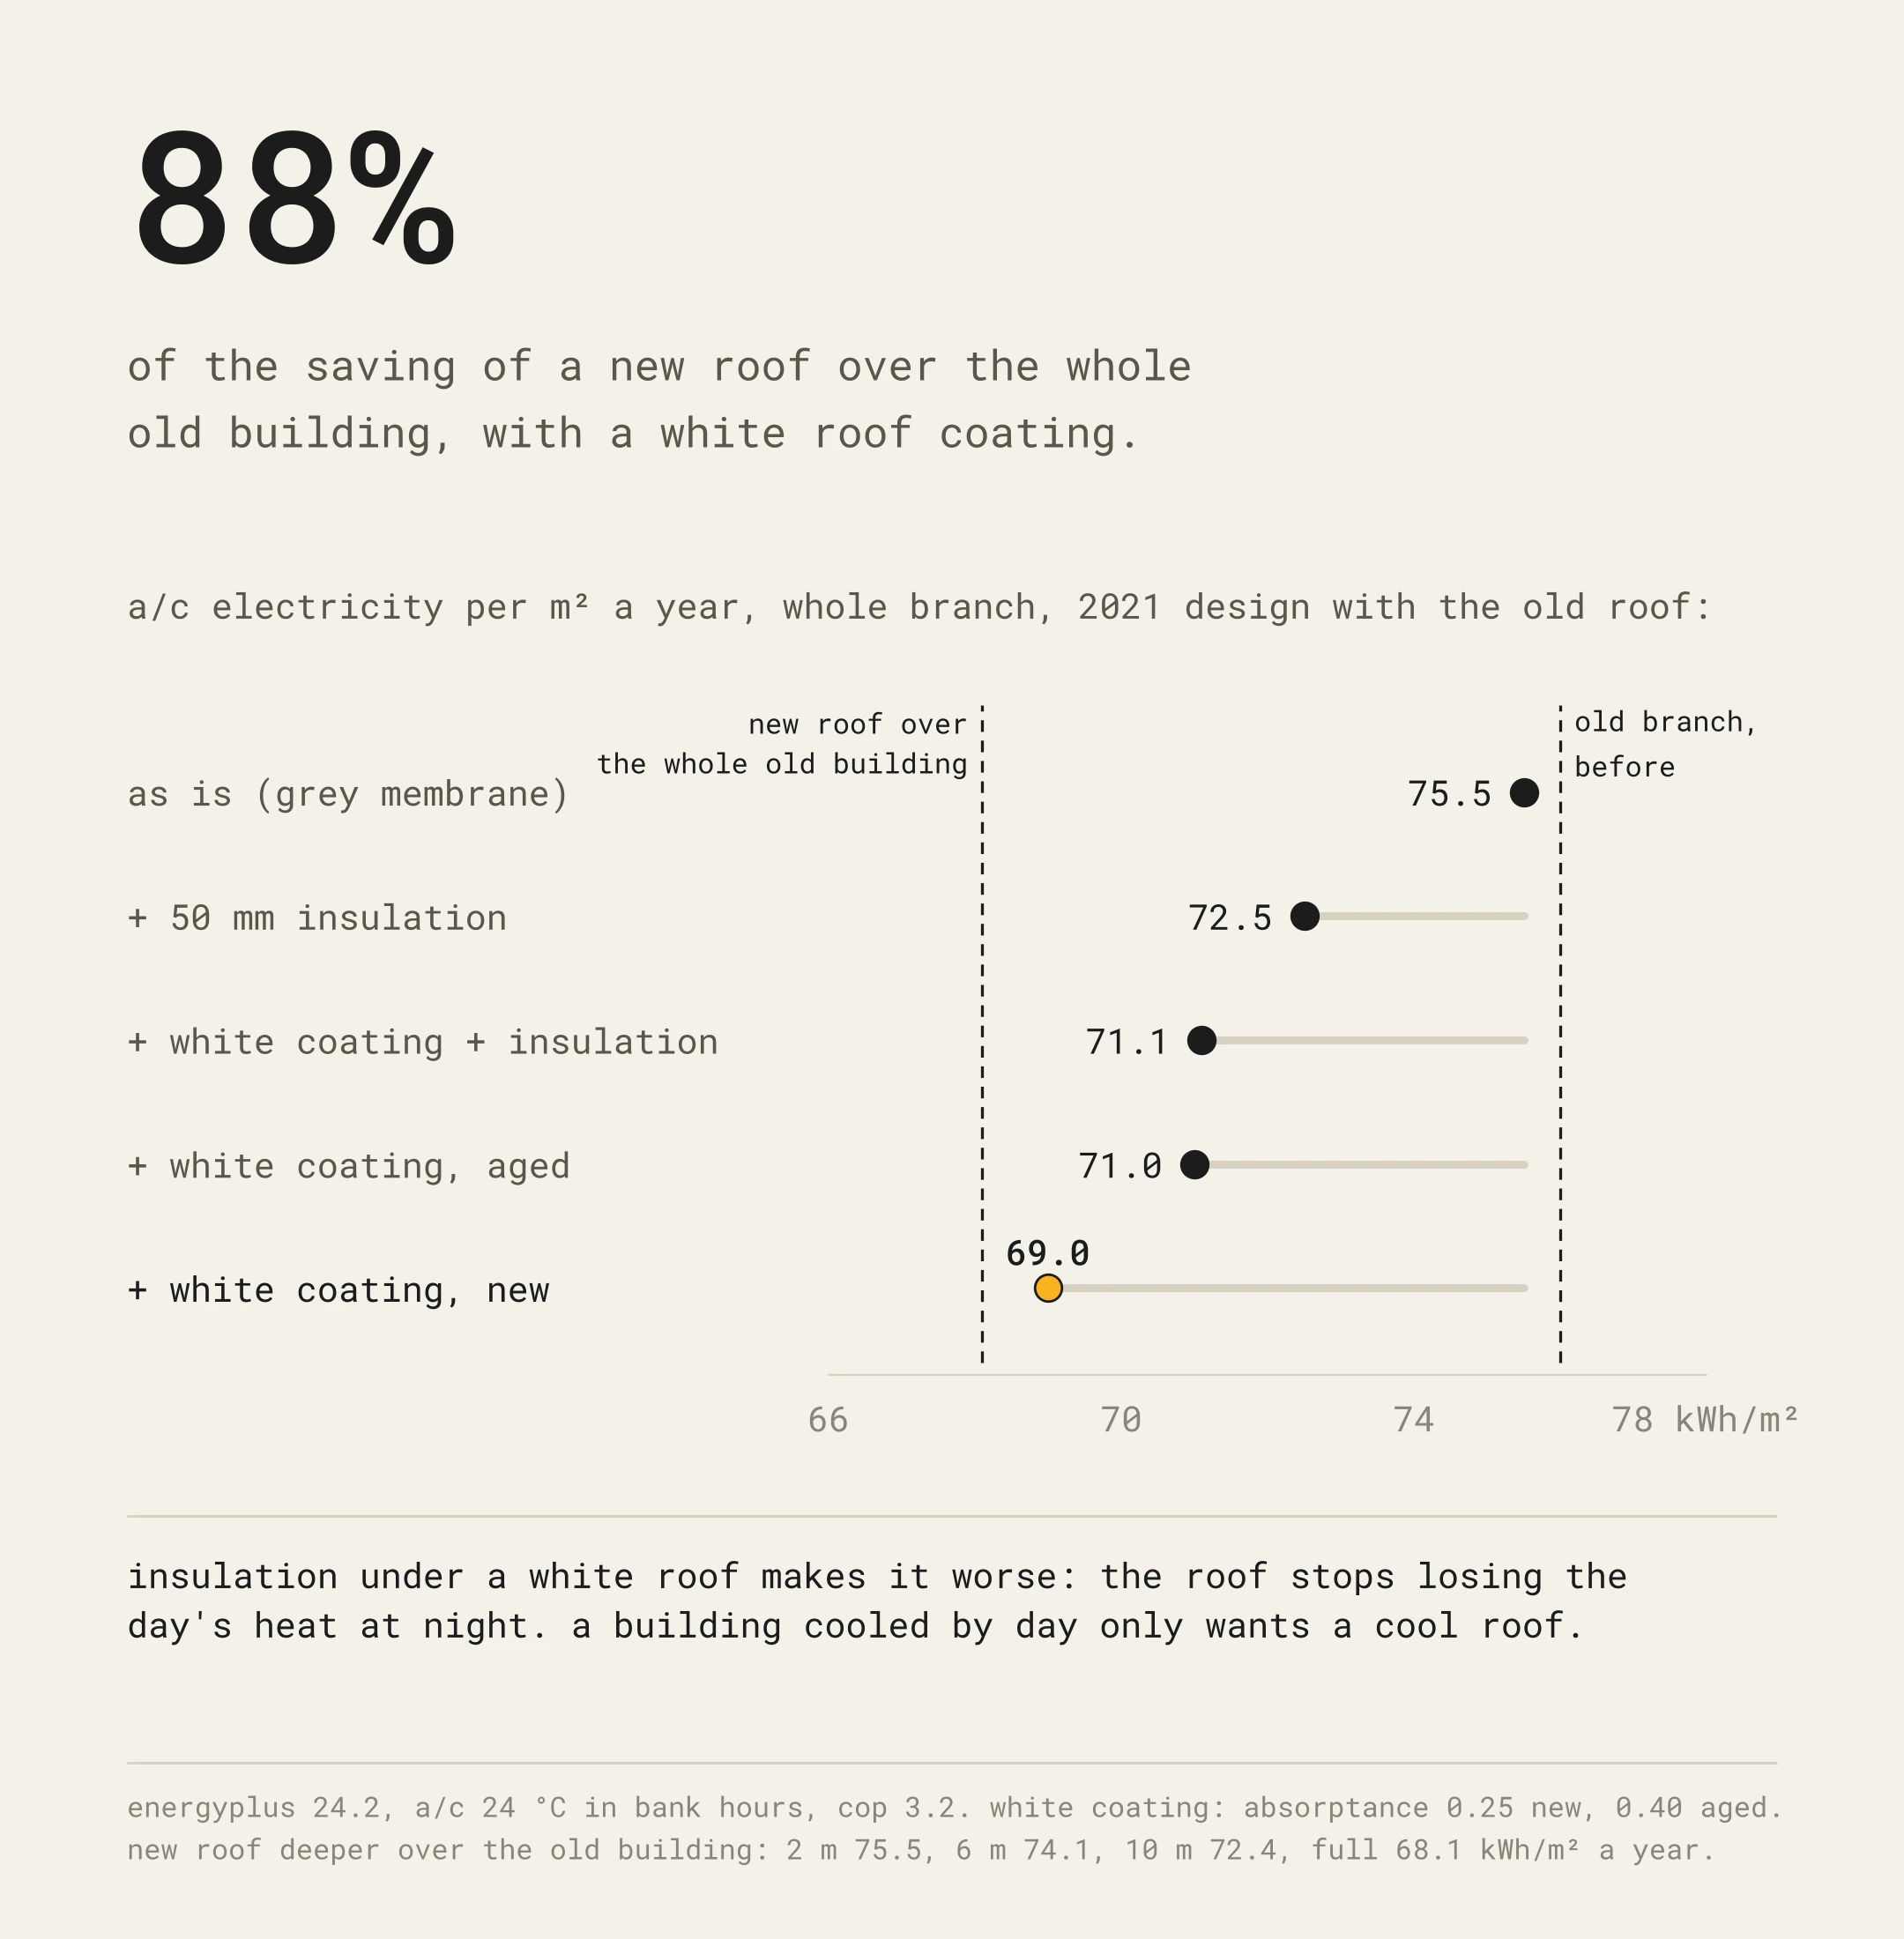 88%
of the saving of a new roof over the whole
old building, with a white roof coating.
a/c electricity per m² a year, whole branch, 2021 design with the old roof:
new roof over
the whole old building
old branch,
before
as is (grey membrane)
75.5
+ 50 mm insulation
72.5
+ white coating + insulation
71.1
+ white coating, aged
71.0
+ white coating, new
69.0
66 70 74 78 kWh/m²
insulation under a white roof makes it worse: the roof stops losing the
day's heat at night. a building cooled by day only wants a cool roof.
energyplus 24.2, a/c 24 °C in bank hours, cop 3.2. white coating: absorptance 0.25 new, 0.40 aged.
new roof deeper over the old building: 2 m 75.5, 6 m 74.1, 10 m 72.4, full 68.1 kWh/m² a year.